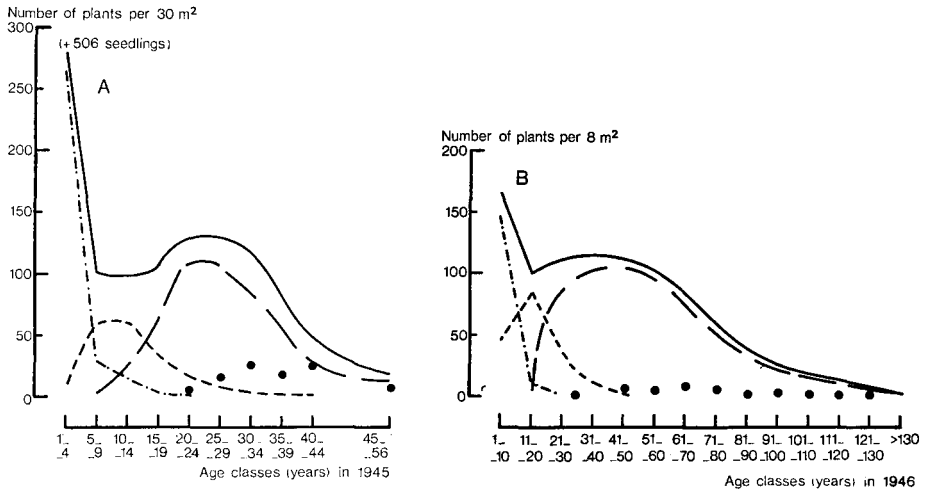 Number of plants per 30 m²
300
(+ 506 seedlings)
A
250
200
150
100
50
0
1_ 5_ 10_ 15_ 20_ 25_ 30_ 35_ 40_ 45_
_4 _9 _14 _19 _24 _29 _34 _39 _44 _56
Age classes (years) in 1945
Number of plants per 8 m²
200
B
150
100
50
0
1_ 11_ 21_ 31_ 41_ 51_ 61_ 71_ 81_ 91_ 101_ 111_ 121_ >130
_10 _20 _30 _40 _50 _60 _70 _80 _90 _100 _110 _120 _130
Age classes (years) in 1946